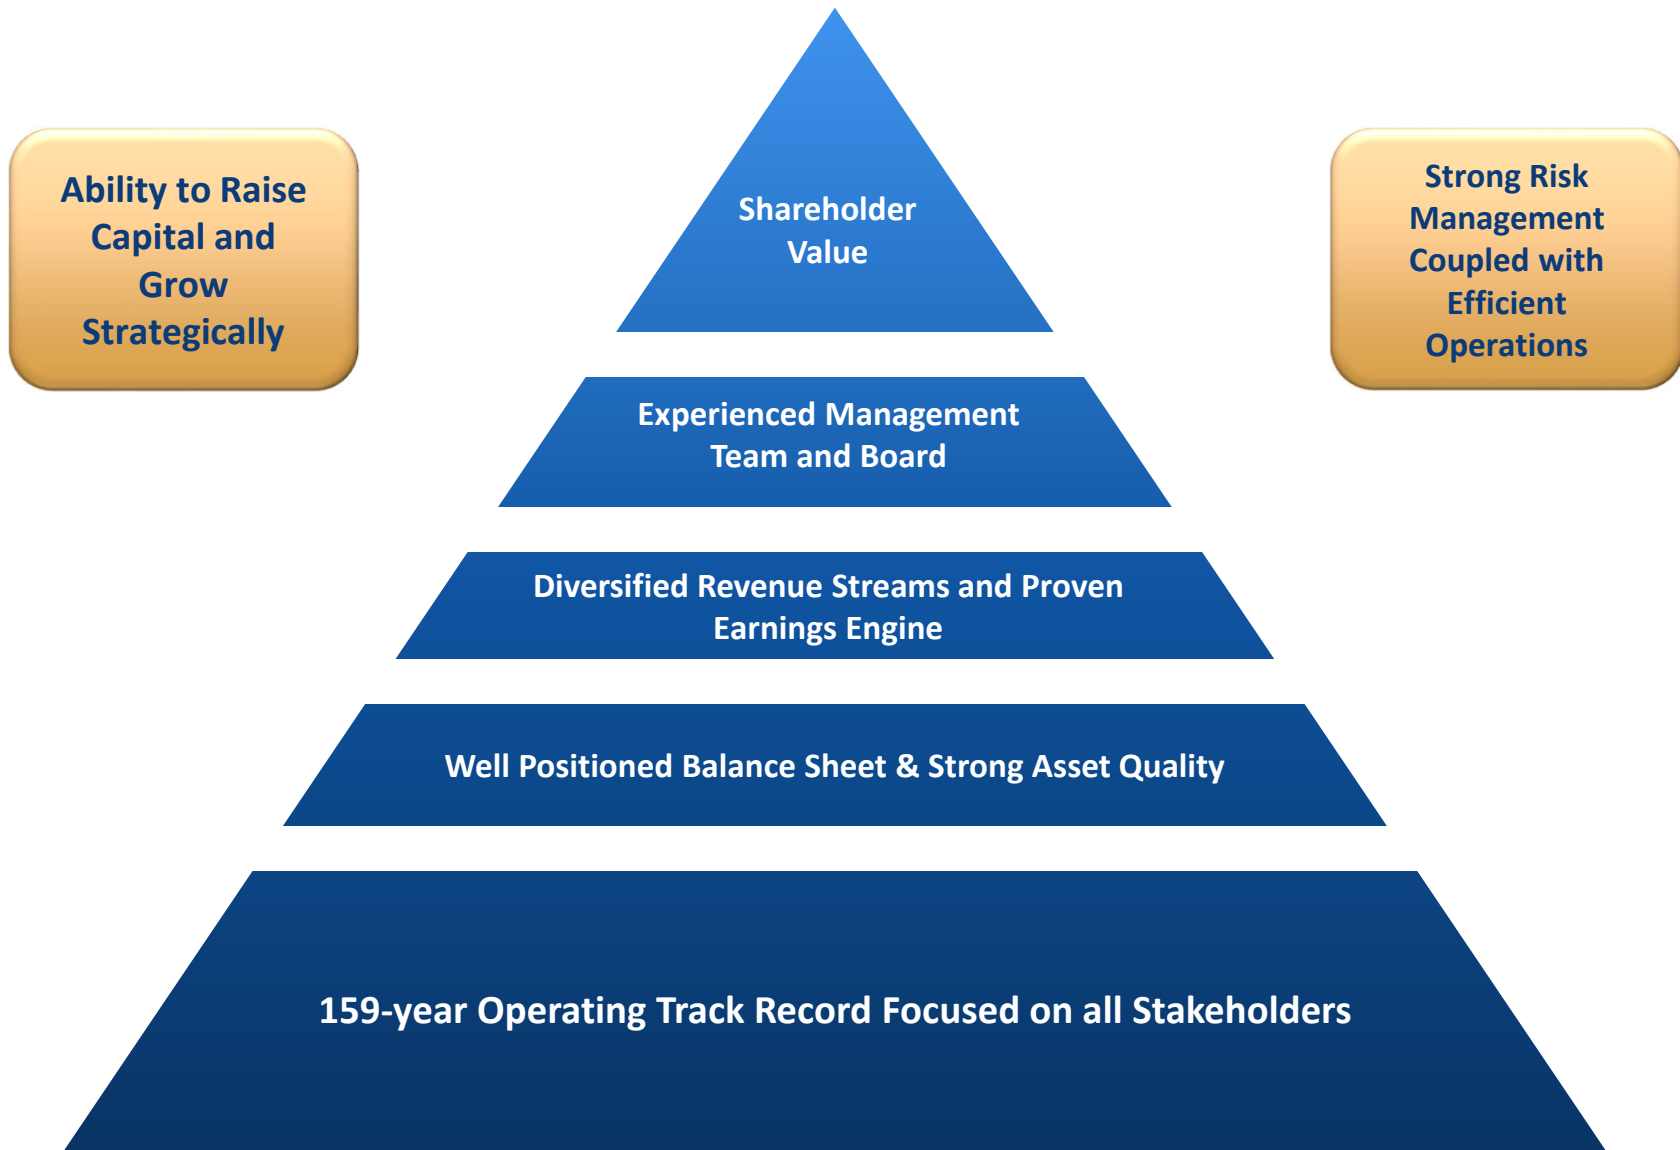 Ability to Raise
Capital and
Grow
Strategically
Shareholder
Value
Strong Risk
Management
Coupled with
Efficient
Operations
Experienced Management
Team and Board
Diversified Revenue Streams and Proven
Earnings Engine
Well Positioned Balance Sheet & Strong Asset Quality
159-year Operating Track Record Focused on all Stakeholders